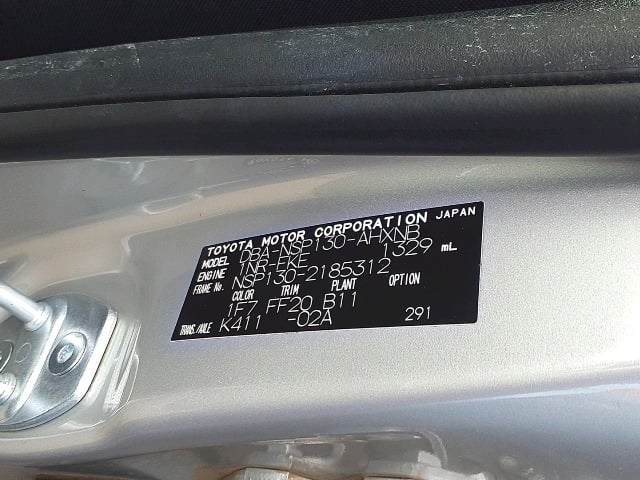 TOYOTA MOTOR CORPORATION JAPAN
MODEL DBA-NSP130-AHXNB
ENGINE 1NR-FKE 1329 mL
FRAME No. NSP130-2185312
COLOR TRIM PLANT OPTION
1F7 FF20 B11
TRANS./AXLE K411 -02A 291